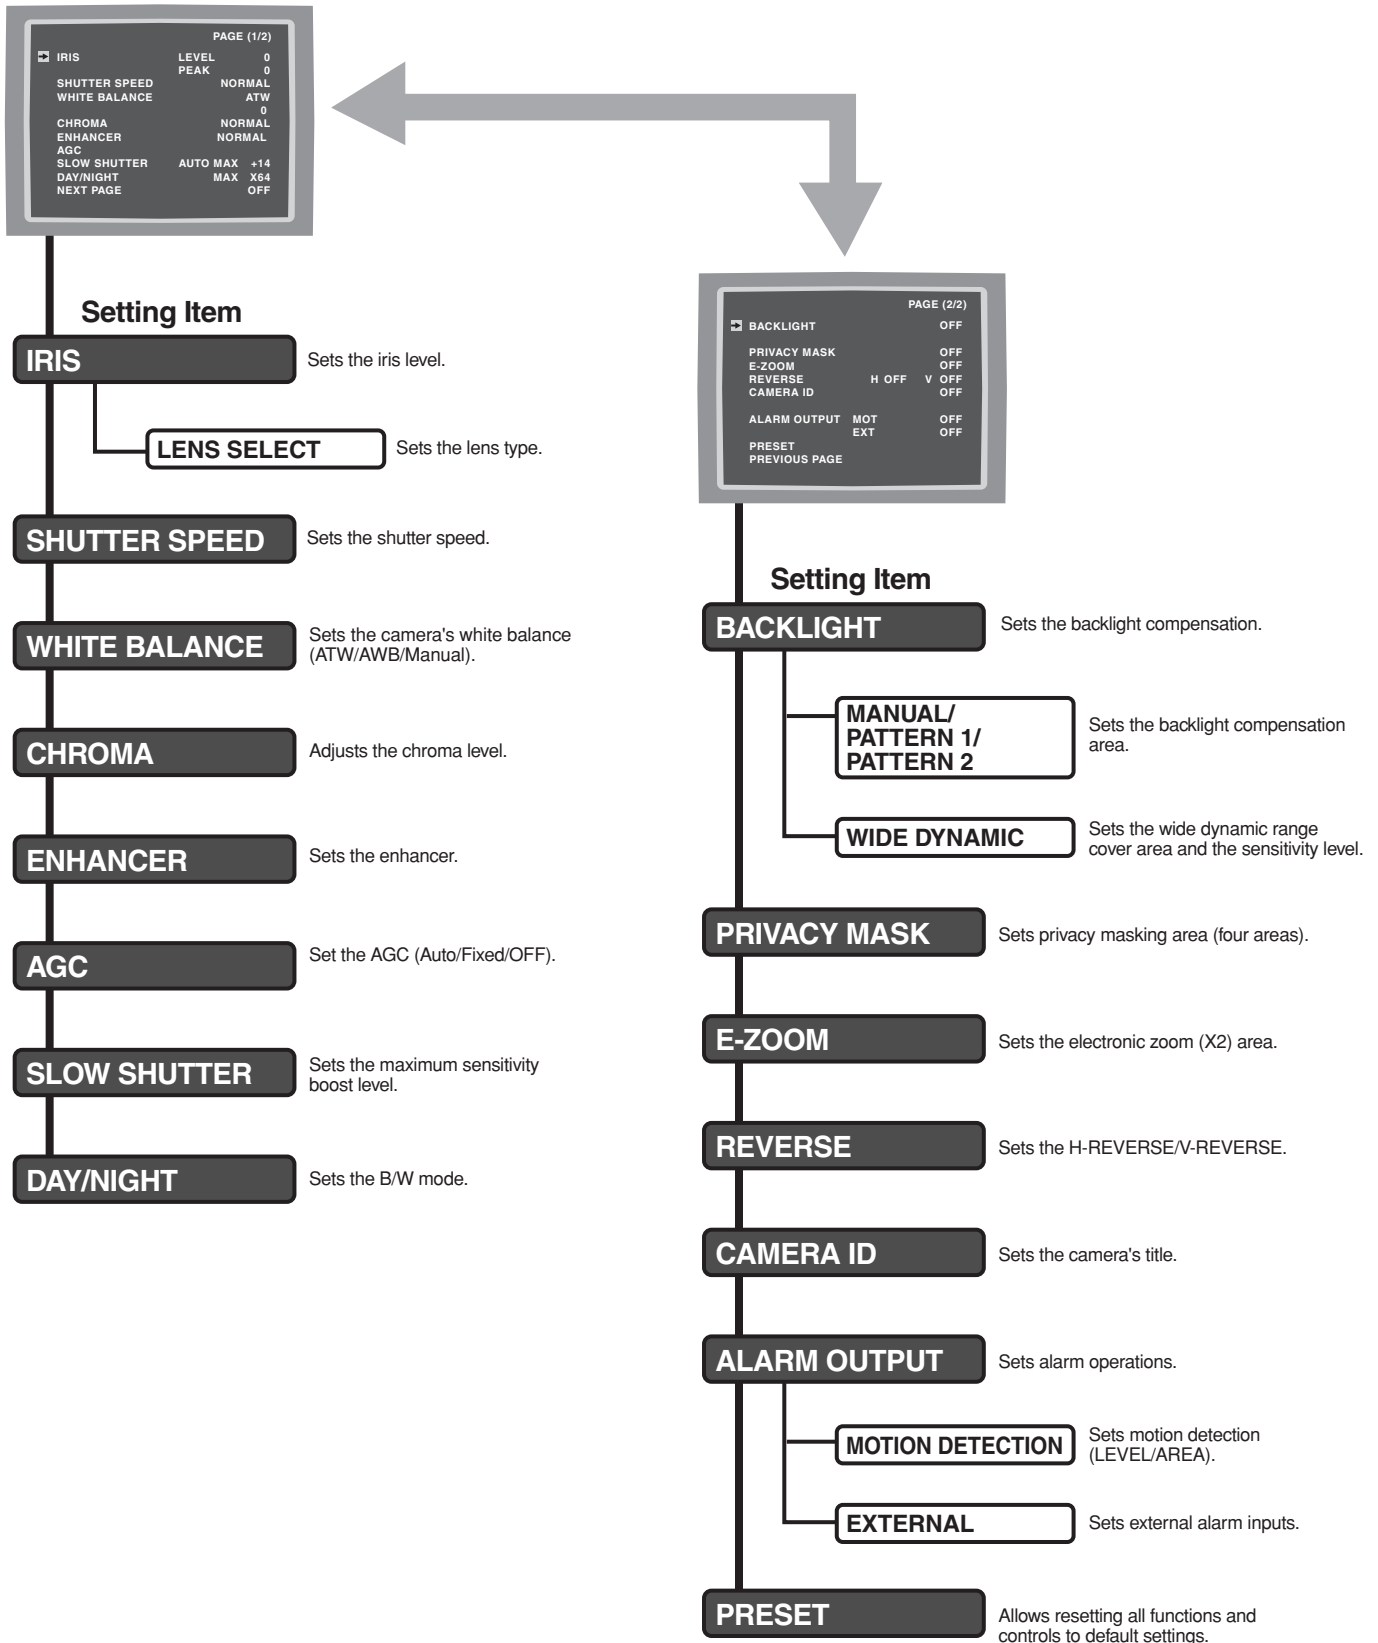 PAGE (1/2)
IRIS LEVEL 0
PEAK 0
SHUTTER SPEED NORMAL
WHITE BALANCE ATW
0
CHROMA NORMAL
ENHANCER NORMAL
AGC
SLOW SHUTTER AUTO MAX +14
DAY/NIGHT MAX X64
NEXT PAGE OFF
Setting Item
IRIS
Sets the iris level.
LENS SELECT
Sets the lens type.
SHUTTER SPEED
Sets the shutter speed.
WHITE BALANCE
Sets the camera's white balance
(ATW/AWB/Manual).
CHROMA
Adjusts the chroma level.
ENHANCER
Sets the enhancer.
AGC
Set the AGC (Auto/Fixed/OFF).
SLOW SHUTTER
Sets the maximum sensitivity
boost level.
DAY/NIGHT
Sets the B/W mode.
PAGE (2/2)
BACKLIGHT OFF
PRIVACY MASK OFF
E-ZOOM OFF
REVERSE H OFF V OFF
CAMERA ID OFF
ALARM OUTPUT MOT OFF
EXT OFF
PRESET
PREVIOUS PAGE
Setting Item
BACKLIGHT
Sets the backlight compensation.
MANUAL/
PATTERN 1/
PATTERN 2
Sets the backlight compensation
area.
WIDE DYNAMIC
Sets the wide dynamic range
cover area and the sensitivity level.
PRIVACY MASK
Sets privacy masking area (four areas).
E-ZOOM
Sets the electronic zoom (X2) area.
REVERSE
Sets the H-REVERSE/V-REVERSE.
CAMERA ID
Sets the camera's title.
ALARM OUTPUT
Sets alarm operations.
MOTION DETECTION
Sets motion detection
(LEVEL/AREA).
EXTERNAL
Sets external alarm inputs.
PRESET
Allows resetting all functions and
controls to default settings.